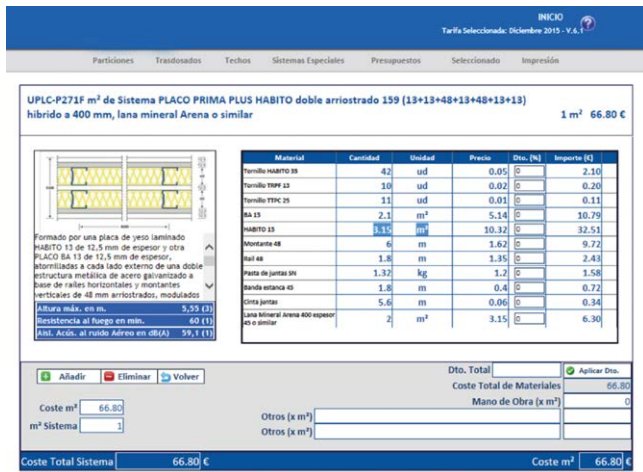 INICIO
Tarifa Seleccionada: Diciembre 2015 - V.6.1
?
Particiones Trasdosados Techos Sistemas Especiales Presupuestos Seleccionado Impresión
UPLC-P271F m² de Sistema PLACO PRIMA PLUS HABITO doble arriostrado 159 (13+13+48+13+48+13+13)
hibrido a 400 mm, lana mineral Arena o similar 1 m² 66.80 €
Material Cantidad Unidad Precio Dto. (%) Importe (€)
Tornillo HABITO 39 42 ud 0.05 0 2.10
Tornillo TRPF 13 10 ud 0.02 0 0.20
Tornillo TTPC 25 11 ud 0.01 0 0.11
BA 13 2.1 m² 5.14 0 10.79
HABITO 13 3.15 m² 10.32 0 32.51
Montante 48 6 m 1.62 0 9.72
Rail 48 1.8 m 1.35 0 2.43
Pasta de juntas SN 1.32 kg 1.2 0 1.58
Banda estanca 45 1.8 m 0.4 0 0.72
Cinta juntas 5.6 m 0.06 0 0.34
Lana Mineral Arena 400 espesor
45 o similar 2 m² 3.15 0 6.30
Formado por una placa de yeso laminado
HABITO 13 de 12,5 mm de espesor y otra
PLACO BA 13 de 12,5 mm de espesor,
atornilladas a cada lado externo de una doble
estructura metálica de acero galvanizado a
base de raíles horizontales y montantes
verticales de 48 mm arriostrados, modulados
Altura máx. en m. 5,55 (3)
Resistencia al fuego en min. 60 (1)
Aisl. Acús. al ruido Aéreo en dB(A) 59,1 (1)
Añadir Eliminar Volver
Dto. Total Aplicar Dto.
Coste Total de Materiales 66.80
Mano de Obra (x m²) 0
Coste m² 66.80
m² Sistema 1
Otros (x m²)
Otros (x m²)
Coste Total Sistema 66.80 € Coste m² 66.80 €